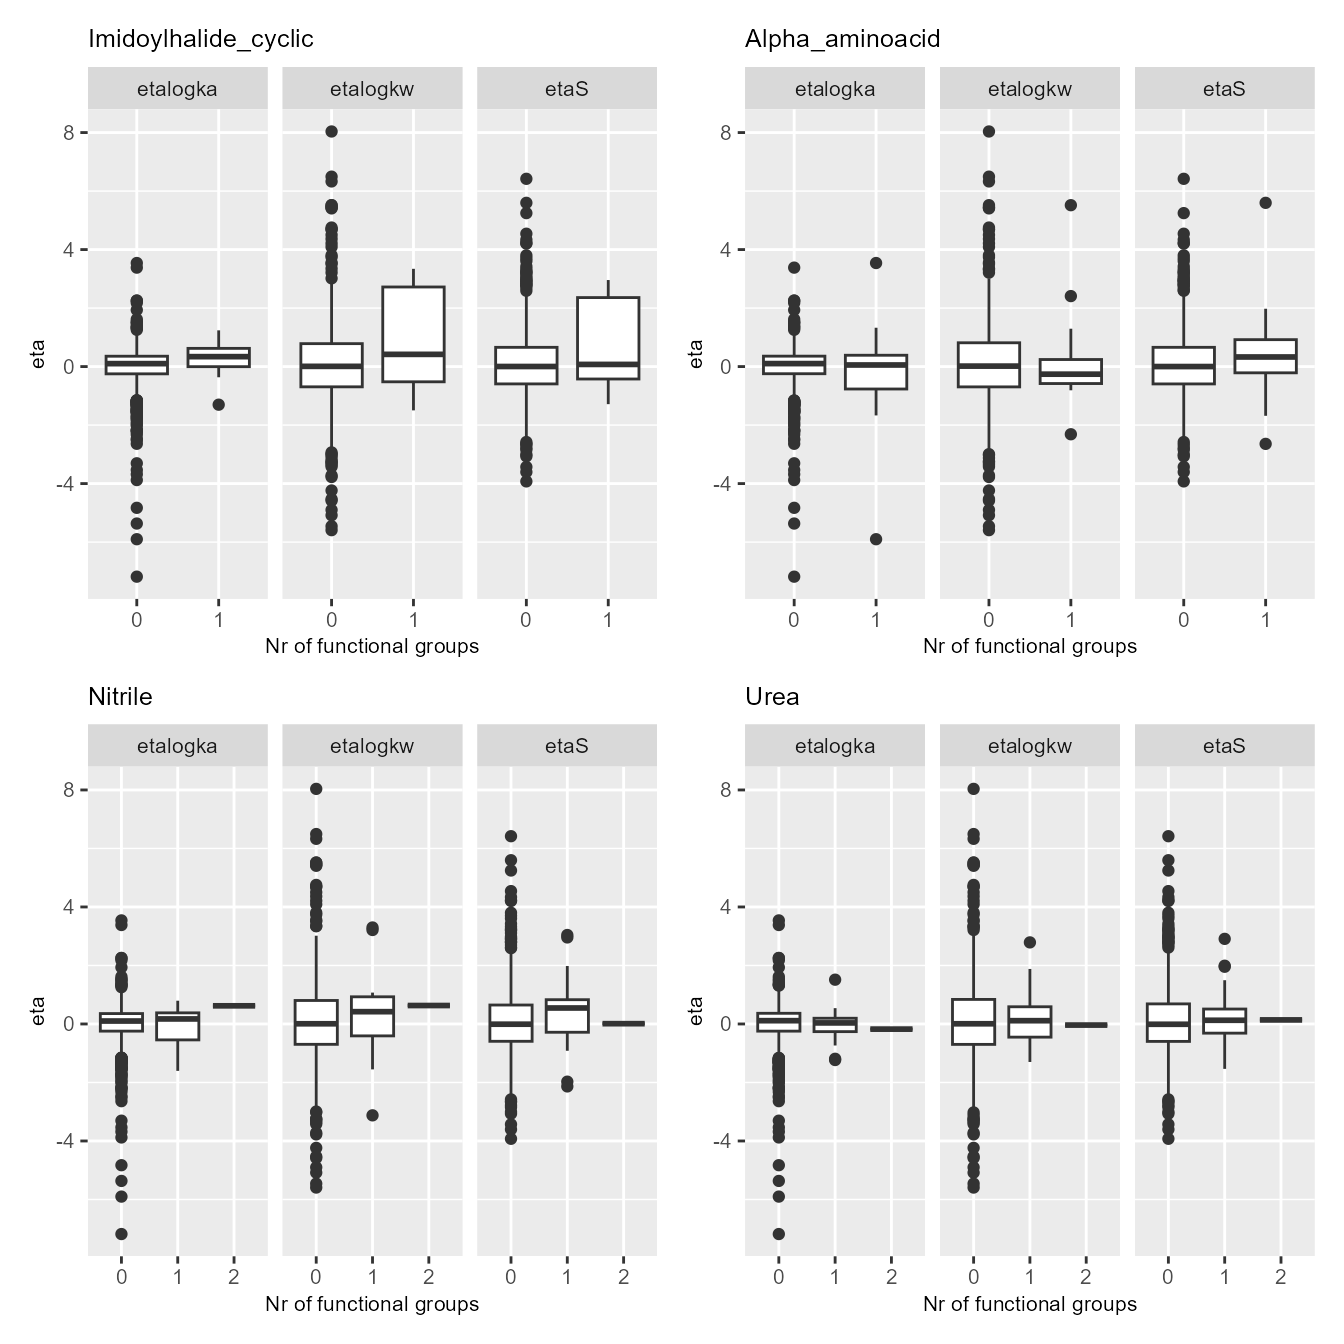 Imidoylhalide_cyclic
etalogka etalogkw etaS
8
4
0
-4
eta
0 1 0 1 0 1
Nr of functional groups
Alpha_aminoacid
etalogka etalogkw etaS
8
4
0
-4
eta
0 1 0 1 0 1
Nr of functional groups
Nitrile
etalogka etalogkw etaS
8
4
0
-4
eta
0 1 2 0 1 2 0 1 2
Nr of functional groups
Urea
etalogka etalogkw etaS
8
4
0
-4
eta
0 1 2 0 1 2 0 1 2
Nr of functional groups